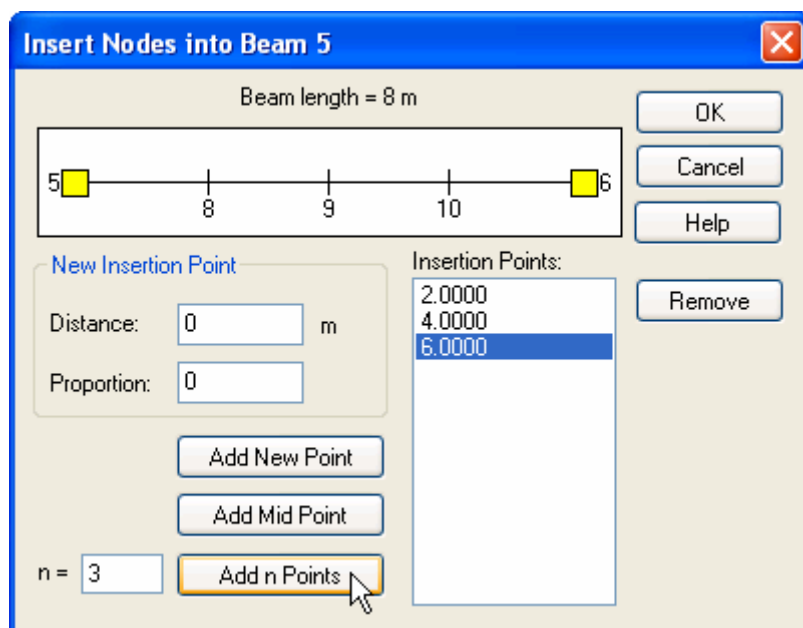 Insert Nodes into Beam 5
Beam length = 8 m
OK
5 6
8 9 10
Cancel
Help
New Insertion Point
Distance: 0 m
Proportion: 0
Insertion Points:
2.0000
4.0000
6.0000
Remove
Add New Point
Add Mid Point
n = 3 Add n Points